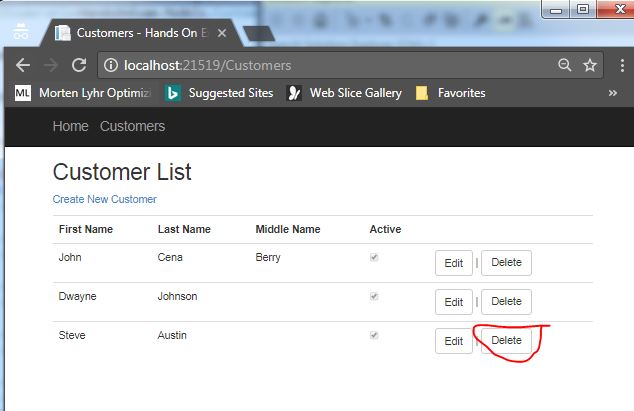 Customers - Hands On E
localhost:21519/Customers
ML Morten Lyhr Optimiz Suggested Sites Web Slice Gallery Favorites »
Home Customers
Customer List
Create New Customer
First Name Last Name Middle Name Active
John Cena Berry Edit | Delete
Dwayne Johnson Edit | Delete
Steve Austin Edit | Delete